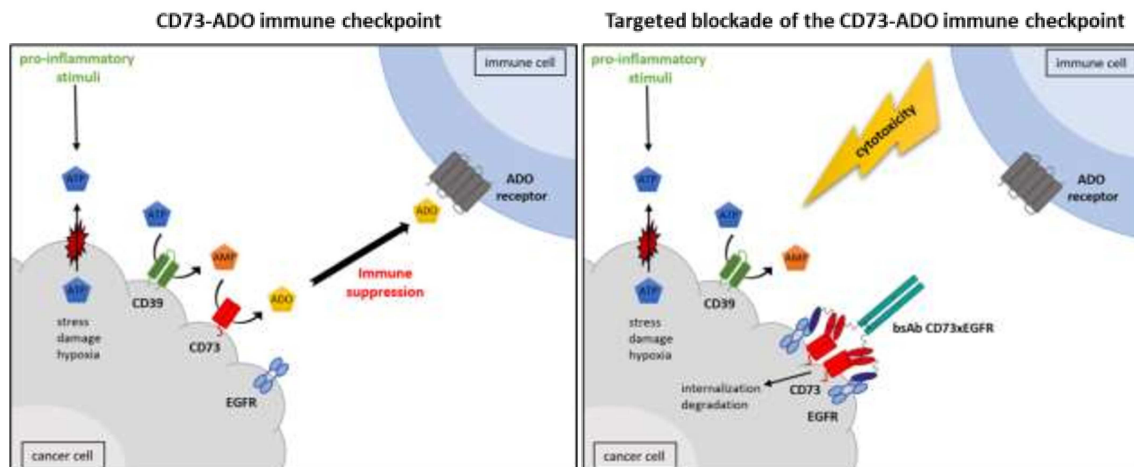 CD73-ADO immune checkpoint
pro-inflammatory
stimuli
immune cell
ATP
ADO
receptor
ADO
ATP
AMP
Immune
suppression
ATP
ADO
CD39
stress
damage
hypoxia
CD73
EGFR
cancer cell
Targeted blockade of the CD73-ADO immune checkpoint
pro-inflammatory
stimuli
immune cell
cytotoxicity
ATP
ADO
receptor
ATP
AMP
ATP
CD39
stress
damage
hypoxia
bsAb CD73xEGFR
internalization
degradation
CD73
EGFR
cancer cell